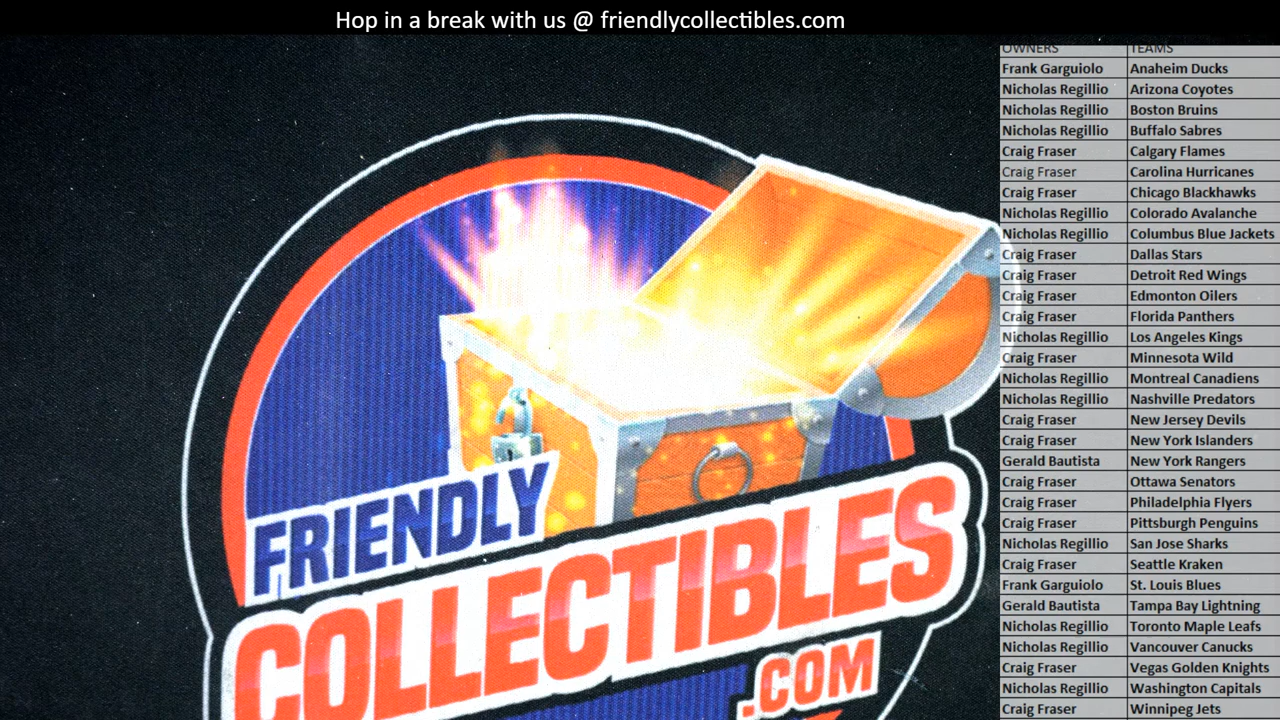 Hop in a break with us @ friendlycollectibles.com
OWNERS TEAMS
Frank Garguiolo Anaheim Ducks
Nicholas Regillio Arizona Coyotes
Nicholas Regillio Boston Bruins
Nicholas Regillio Buffalo Sabres
Craig Fraser Calgary Flames
Craig Fraser Carolina Hurricanes
Craig Fraser Chicago Blackhawks
Nicholas Regillio Colorado Avalanche
Nicholas Regillio Columbus Blue Jackets
Craig Fraser Dallas Stars
Craig Fraser Detroit Red Wings
Craig Fraser Edmonton Oilers
Craig Fraser Florida Panthers
Nicholas Regillio Los Angeles Kings
Craig Fraser Minnesota Wild
Nicholas Regillio Montreal Canadiens
Nicholas Regillio Nashville Predators
Craig Fraser New Jersey Devils
Craig Fraser New York Islanders
Gerald Bautista New York Rangers
Craig Fraser Ottawa Senators
Craig Fraser Philadelphia Flyers
Craig Fraser Pittsburgh Penguins
Nicholas Regillio San Jose Sharks
Craig Fraser Seattle Kraken
Frank Garguiolo St. Louis Blues
Gerald Bautista Tampa Bay Lightning
Nicholas Regillio Toronto Maple Leafs
Nicholas Regillio Vancouver Canucks
Craig Fraser Vegas Golden Knights
Nicholas Regillio Washington Capitals
Craig Fraser Winnipeg Jets
FRIENDLY
COLLECTIBLES
.COM